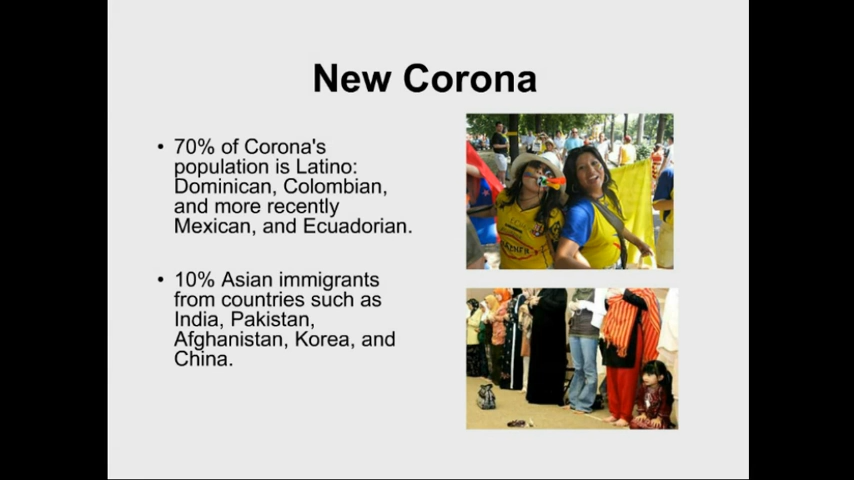 New Corona
• 70% of Corona's
population is Latino:
Dominican, Colombian,
and more recently
Mexican, and Ecuadorian.
• 10% Asian immigrants
from countries such as
India, Pakistan,
Afghanistan, Korea, and
China.